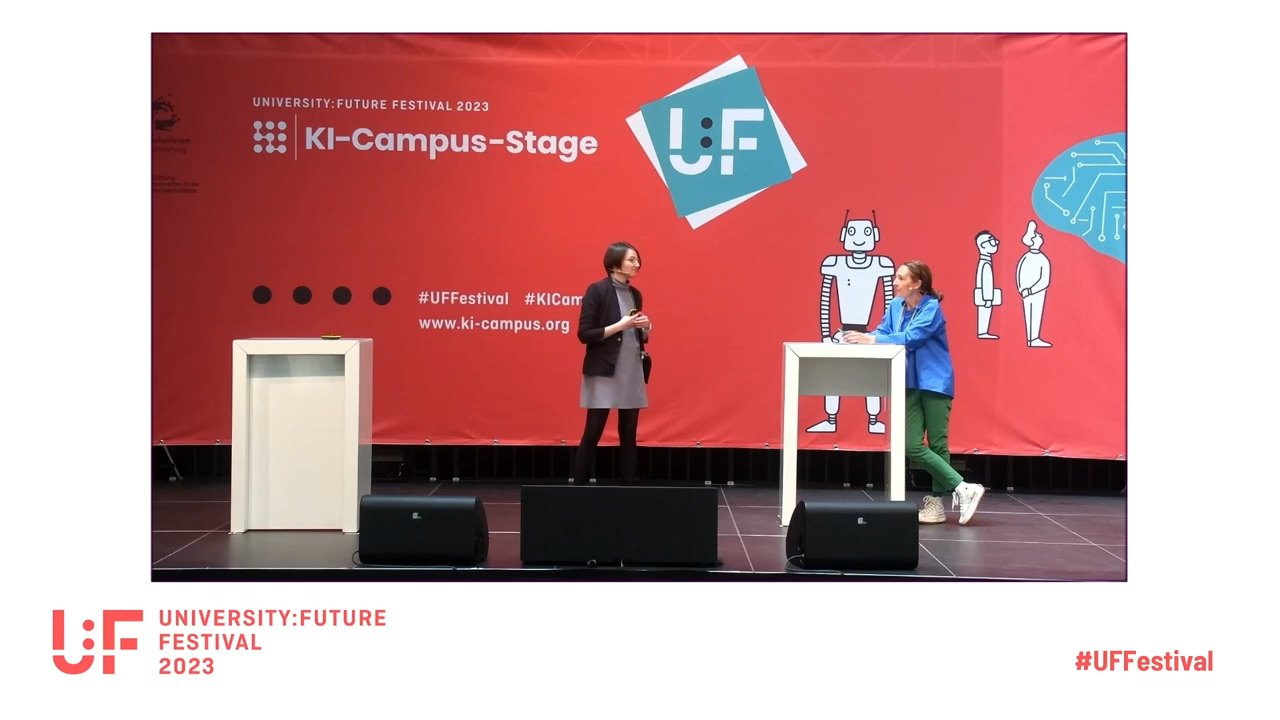 UNIVERSITY:FUTURE FESTIVAL 2023
KI-Campus-Stage
U:F
#UFFestival #KICam
www.ki-campus.org
U:F
UNIVERSITY:FUTURE
FESTIVAL
2023
#UFFestival